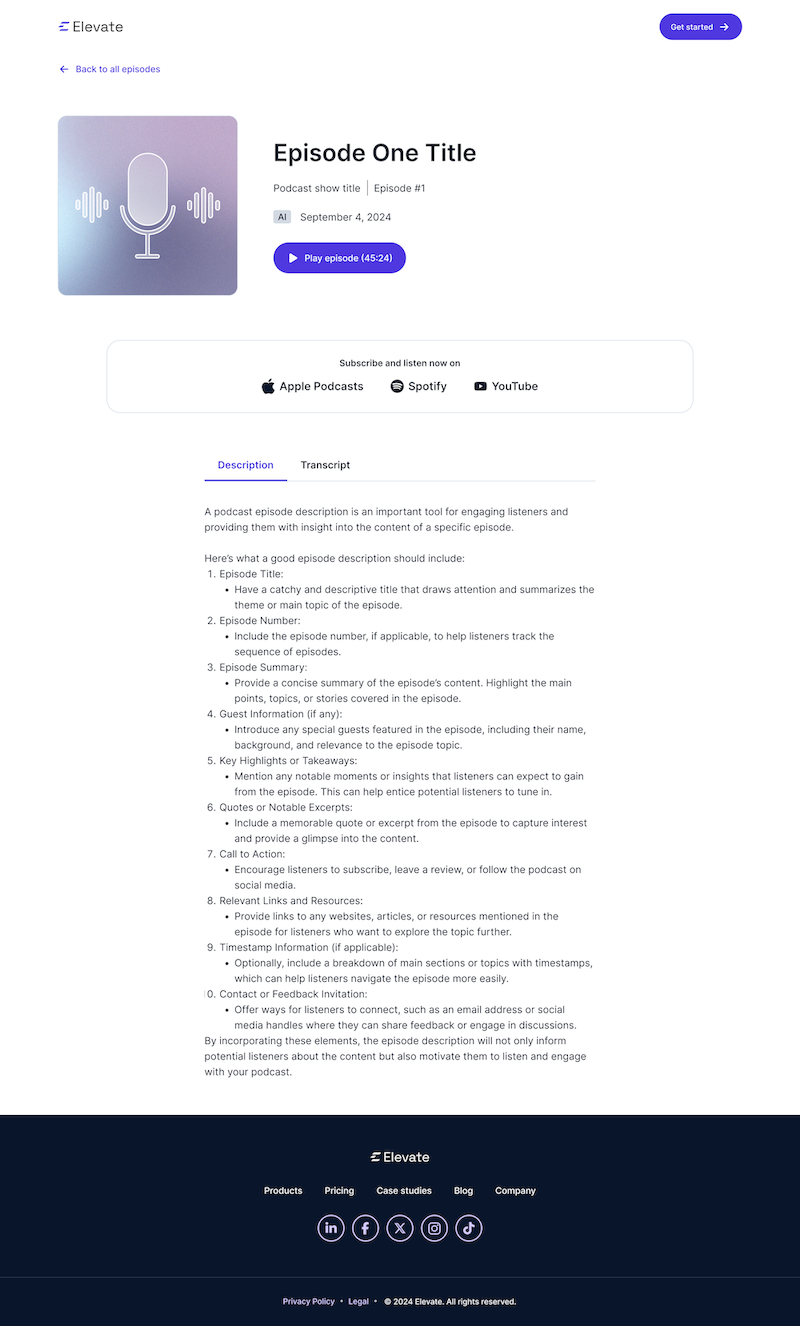 Elevate
Get started
Back to all episodes
Episode One Title
Podcast show title | Episode #1
AI September 4, 2024
Play episode (45:24)
Subscribe and listen now on
Apple Podcasts Spotify YouTube
Description Transcript
A podcast episode description is an important tool for engaging listeners and
providing them with insight into the content of a specific episode.
Here's what a good episode description should include:
1. Episode Title:
• Have a catchy and descriptive title that draws attention and summarizes the
theme or main topic of the episode.
2. Episode Number:
• Include the episode number, if applicable, to help listeners track the
sequence of episodes.
3. Episode Summary:
• Provide a concise summary of the episode's content. Highlight the main
points, topics, or stories covered in the episode.
4. Guest Information (if any):
• Introduce any special guests featured in the episode, including their name,
background, and relevance to the episode topic.
5. Key Highlights or Takeaways:
• Mention any notable moments or insights that listeners can expect to gain
from the episode. This can help entice potential listeners to tune in.
6. Quotes or Notable Excerpts:
• Include a memorable quote or excerpt from the episode to capture interest
and provide a glimpse into the content.
7. Call to Action:
• Encourage listeners to subscribe, leave a review, or follow the podcast on
social media.
8. Relevant Links and Resources:
• Provide links to any websites, articles, or resources mentioned in the
episode for listeners who want to explore the topic further.
9. Timestamp Information (if applicable):
• Optionally, include a breakdown of main sections or topics with timestamps,
which can help listeners navigate the episode more easily.
0. Contact or Feedback Invitation:
• Offer ways for listeners to connect, such as an email address or social
media handles where they can share feedback or engage in discussions.
By incorporating these elements, the episode description will not only inform
potential listeners about the content but also motivate them to listen and engage
with your podcast.
Elevate
Products Pricing Case studies Blog Company
Privacy Policy • Legal • © 2024 Elevate. All rights reserved.